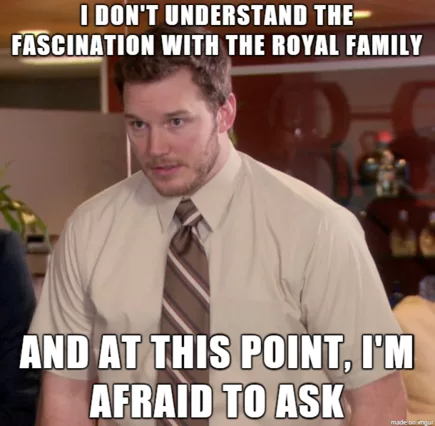 I DON'T UNDERSTAND THE
FASCINATION WITH THE ROYAL FAMILY
AND AT THIS POINT, I'M
AFRAID TO ASK
made on imgur